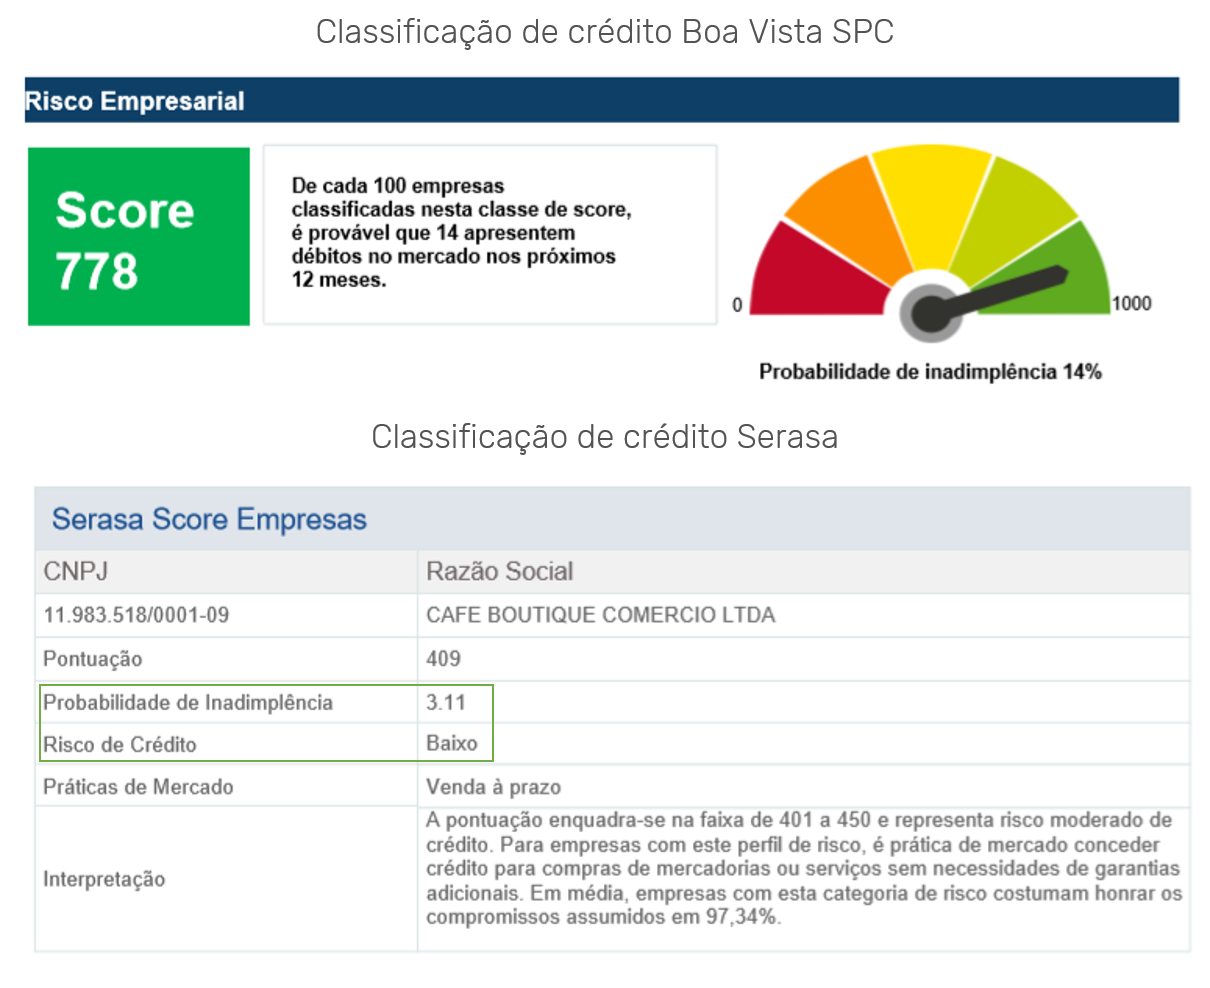 Classificação de crédito Boa Vista SPC
Risco Empresarial
Score
778
De cada 100 empresas
classificadas nesta classe de score,
é provável que 14 apresentem
débitos no mercado nos próximos
12 meses.
0
1000
Probabilidade de inadimplência 14%
Classificação de crédito Serasa
Serasa Score Empresas
CNPJ Razão Social
11.983.518/0001-09 CAFE BOUTIQUE COMERCIO LTDA
Pontuação 409
Probabilidade de Inadimplência 3.11
Risco de Crédito Baixo
Práticas de Mercado Venda à prazo
Interpretação
A pontuação enquadra-se na faixa de 401 a 450 e representa risco moderado de
crédito. Para empresas com este perfil de risco, é prática de mercado conceder
crédito para compras de mercadorias ou serviços sem necessidades de garantias
adicionais. Em média, empresas com esta categoria de risco costumam honrar os
compromissos assumidos em 97,34%.